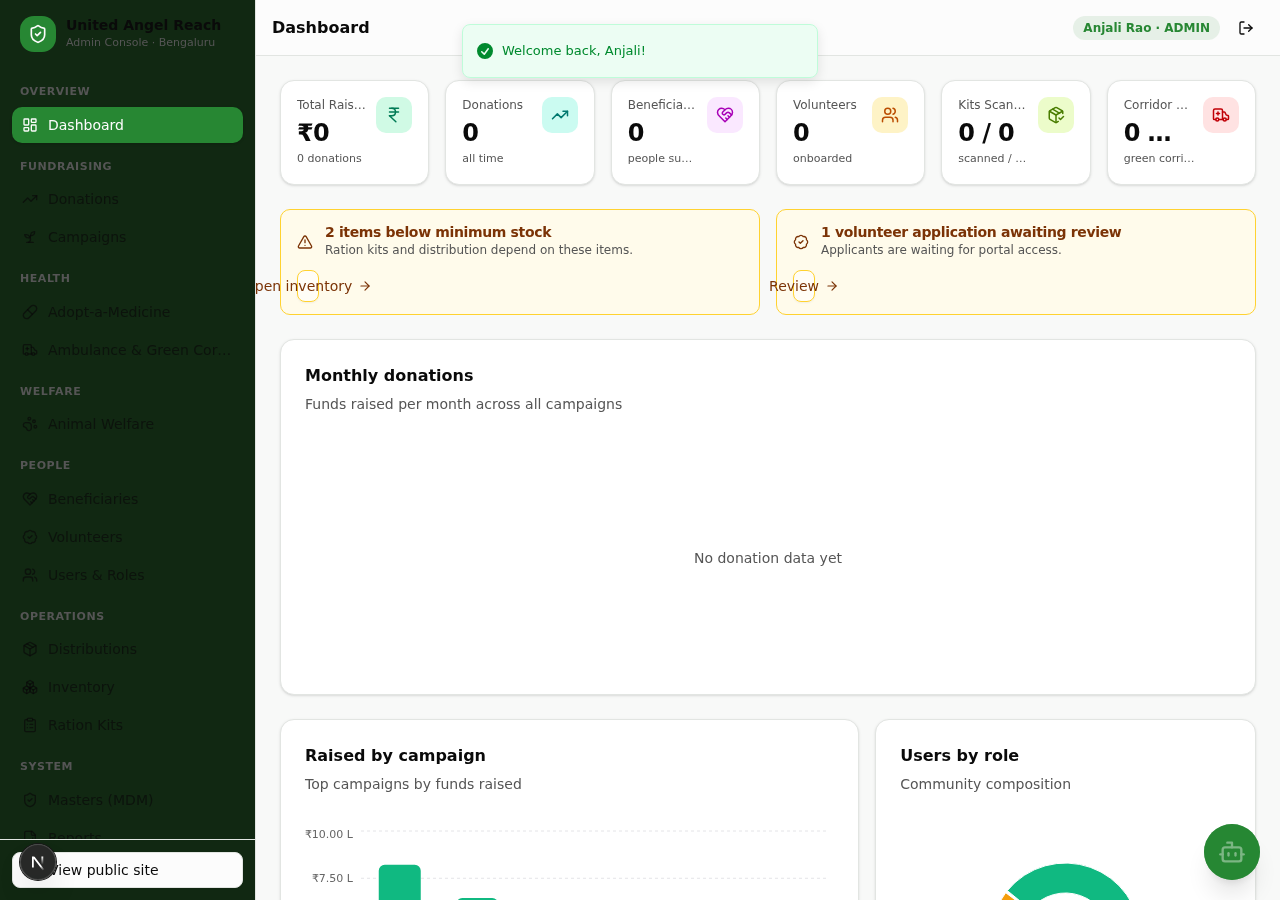 United Angel Reach
Admin Console · Bengaluru
OVERVIEW
Dashboard
FUNDRAISING
Donations
Campaigns
HEALTH
Adopt-a-Medicine
Ambulance & Green Cor...
WELFARE
Animal Welfare
PEOPLE
Beneficiaries
Volunteers
Users & Roles
OPERATIONS
Distributions
Inventory
Ration Kits
SYSTEM
Masters (MDM)
Reports
N
View public site
Dashboard
Welcome back, Anjali!
Anjali Rao · ADMIN
Total Rais...
₹0
0 donations
Donations
0
all time
Beneficia...
0
people su...
Volunteers
0
onboarded
Kits Scan...
0 / 0
scanned / ...
Corridor ...
0 ...
green corri...
2 items below minimum stock
Ration kits and distribution depend on these items.
pen inventory →
1 volunteer application awaiting review
Applicants are waiting for portal access.
Review →
Monthly donations
Funds raised per month across all campaigns
No donation data yet
Raised by campaign
Top campaigns by funds raised
₹10.00 L
₹7.50 L
Users by role
Community composition